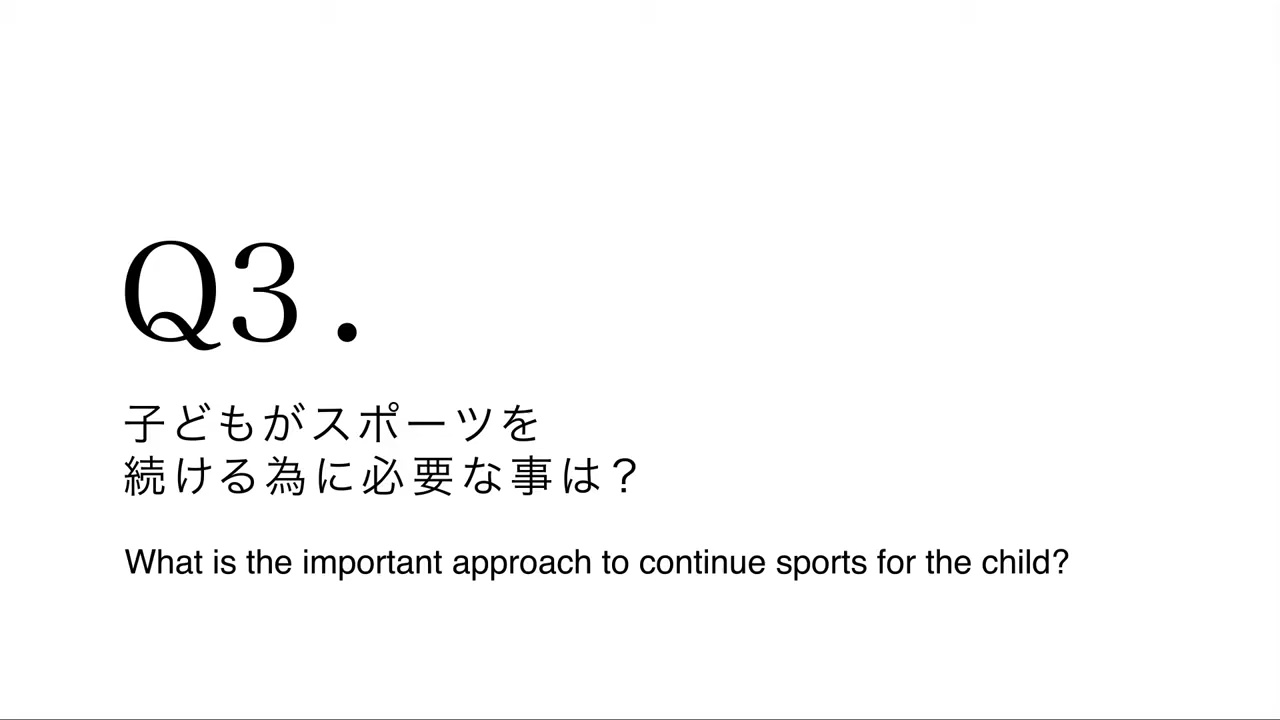 Q3.
子どもがスポーツを
続ける為に必要な事は？
What is the important approach to continue sports for the child?